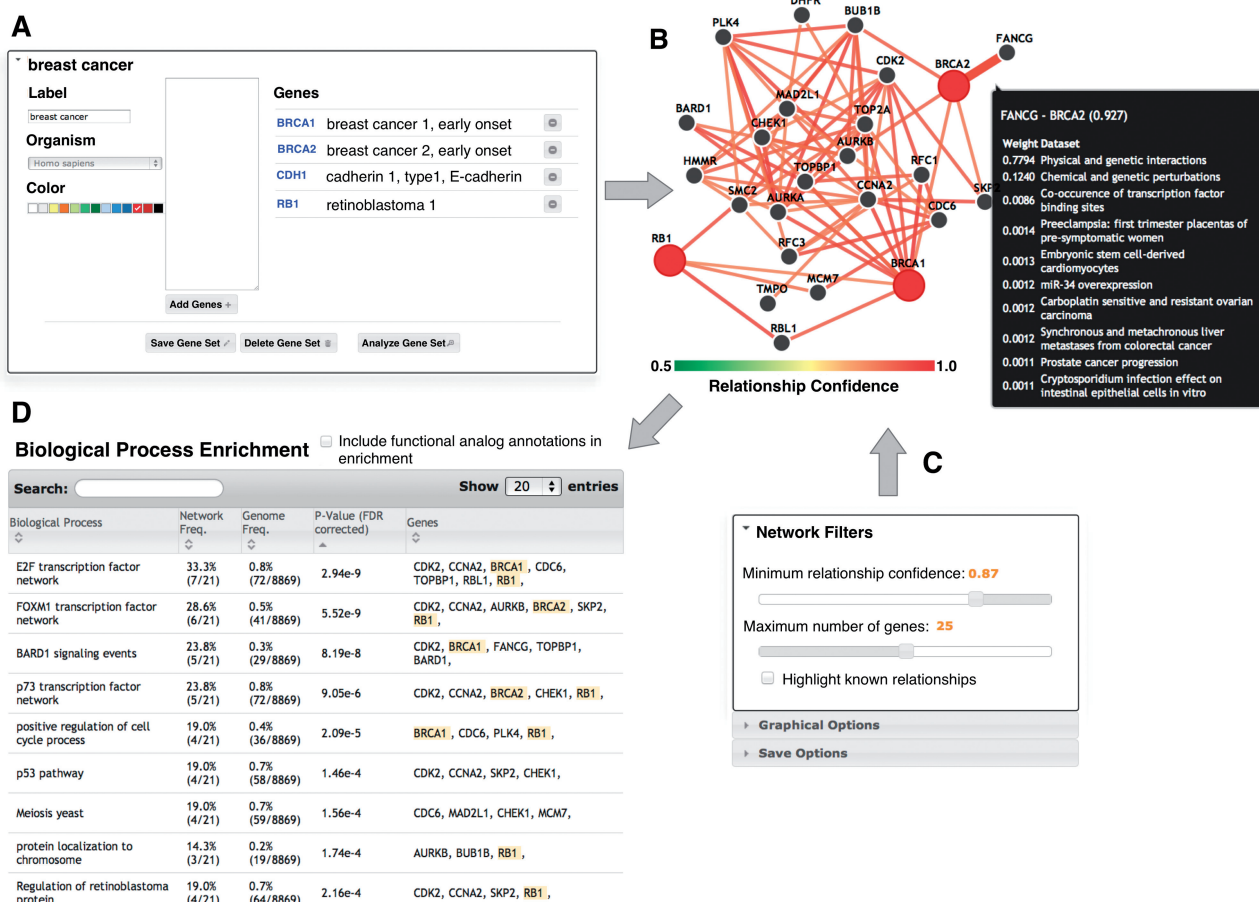 A
breast cancer
Label
breast cancer
Organism
Homo sapiens
Color
Genes
BRCA1 breast cancer 1, early onset
BRCA2 breast cancer 2, early onset
CDH1 cadherin 1, type1, E-cadherin
RB1 retinoblastoma 1
Add Genes +
Save Gene Set
Delete Gene Set
Analyze Gene Set
B
DHFR
PLK4
BUB1B
FANCG
CDK2
BRCA2
MAD2L1
BARD1
TOP2A
CHEK1
AURKB
HMMR
TOPBP1
RFC1
SMC2
CCNA2
SKP2
AURKA
CDC6
RB1
RFC3
BRCA1
MCM7
TMPO
RBL1
0.5
1.0
Relationship Confidence
FANCG - BRCA2 (0.927)
Weight Dataset
0.7794 Physical and genetic interactions
0.1240 Chemical and genetic perturbations
0.0086 Co-occurence of transcription factor
binding sites
0.0014 Preeclampsia: first trimester placentas of
pre-symptomatic women
0.0013 Embryonic stem cell-derived
cardiomyocytes
0.0012 miR-34 overexpression
0.0012 Carboplatin sensitive and resistant ovarian
carcinoma
0.0012 Synchronous and metachronous liver
metastases from colorectal cancer
0.0011 Prostate cancer progression
0.0011 Cryptosporidium infection effect on
intestinal epithelial cells in vitro
C
Network Filters
Minimum relationship confidence: 0.87
Maximum number of genes: 25
Highlight known relationships
Graphical Options
Save Options
D
Biological Process Enrichment
Include functional analog annotations in
enrichment
Search:
Show 20 entries
Biological Process
Network
Freq.
Genome
Freq.
P-Value (FDR
corrected)
Genes
E2F transcription factor
network
33.3%
(7/21)
0.8%
(72/8869)
2.94e-9
CDK2, CCNA2, BRCA1 , CDC6,
TOPBP1, RBL1, RB1 ,
FOXM1 transcription factor
network
28.6%
(6/21)
0.5%
(41/8869)
5.52e-9
CDK2, CCNA2, AURKB, BRCA2 , SKP2,
RB1 ,
BARD1 signaling events
23.8%
(5/21)
0.3%
(29/8869)
8.19e-8
CDK2, BRCA1 , FANCG, TOPBP1,
BARD1,
p73 transcription factor
network
23.8%
(5/21)
0.8%
(72/8869)
9.05e-6
CDK2, CCNA2, BRCA2 , CHEK1, RB1 ,
positive regulation of cell
cycle process
19.0%
(4/21)
0.4%
(36/8869)
2.09e-5
BRCA1 , CDC6, PLK4, RB1 ,
p53 pathway
19.0%
(4/21)
0.7%
(58/8869)
1.46e-4
CDK2, CCNA2, SKP2, CHEK1,
Meiosis yeast
19.0%
(4/21)
0.7%
(59/8869)
1.56e-4
CDC6, MAD2L1, CHEK1, MCM7,
protein localization to
chromosome
14.3%
(3/21)
0.2%
(19/8869)
1.74e-4
AURKB, BUB1B, RB1 ,
Regulation of retinoblastoma
protein
19.0%
(4/21)
0.7%
(64/8869)
2.16e-4
CDK2, CCNA2, SKP2, RB1 ,